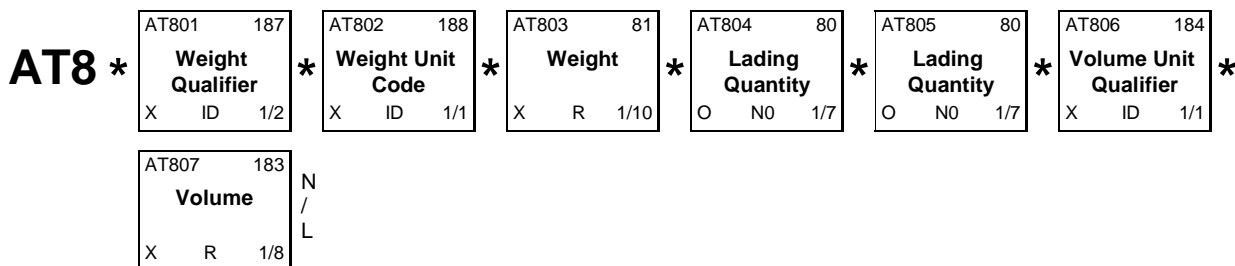 AT801 187 AT802 188 AT803 81 AT804 80 AT805 80 AT806 184
AT8 * Weight Qualifier * Weight Unit Code * Weight * Lading Quantity * Lading Quantity * Volume Unit Qualifier *
X ID 1/2 X ID 1/1 X R 1/10 O N0 1/7 O N0 1/7 X ID 1/1
AT807 183
Volume
N
/
L
X R 1/8